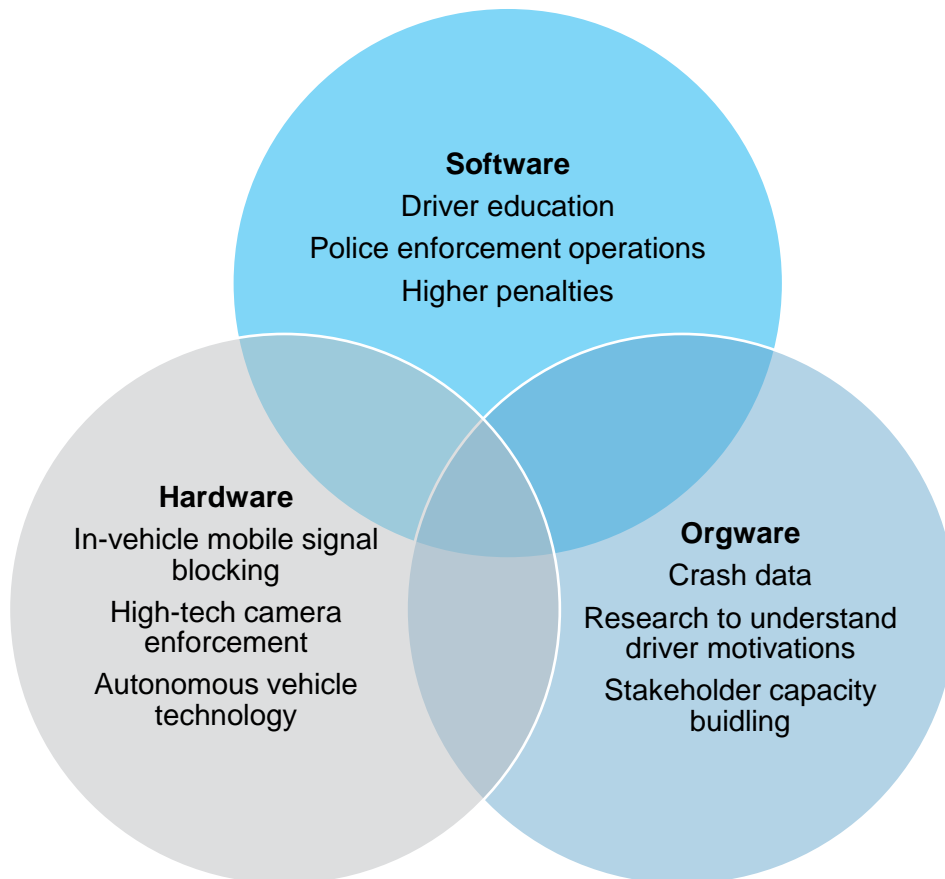 Software
Driver education
Police enforcement operations
Higher penalties
Hardware
In-vehicle mobile signal
blocking
High-tech camera
enforcement
Autonomous vehicle
technology
Orgware
Crash data
Research to understand
driver motivations
Stakeholder capacity
buidling